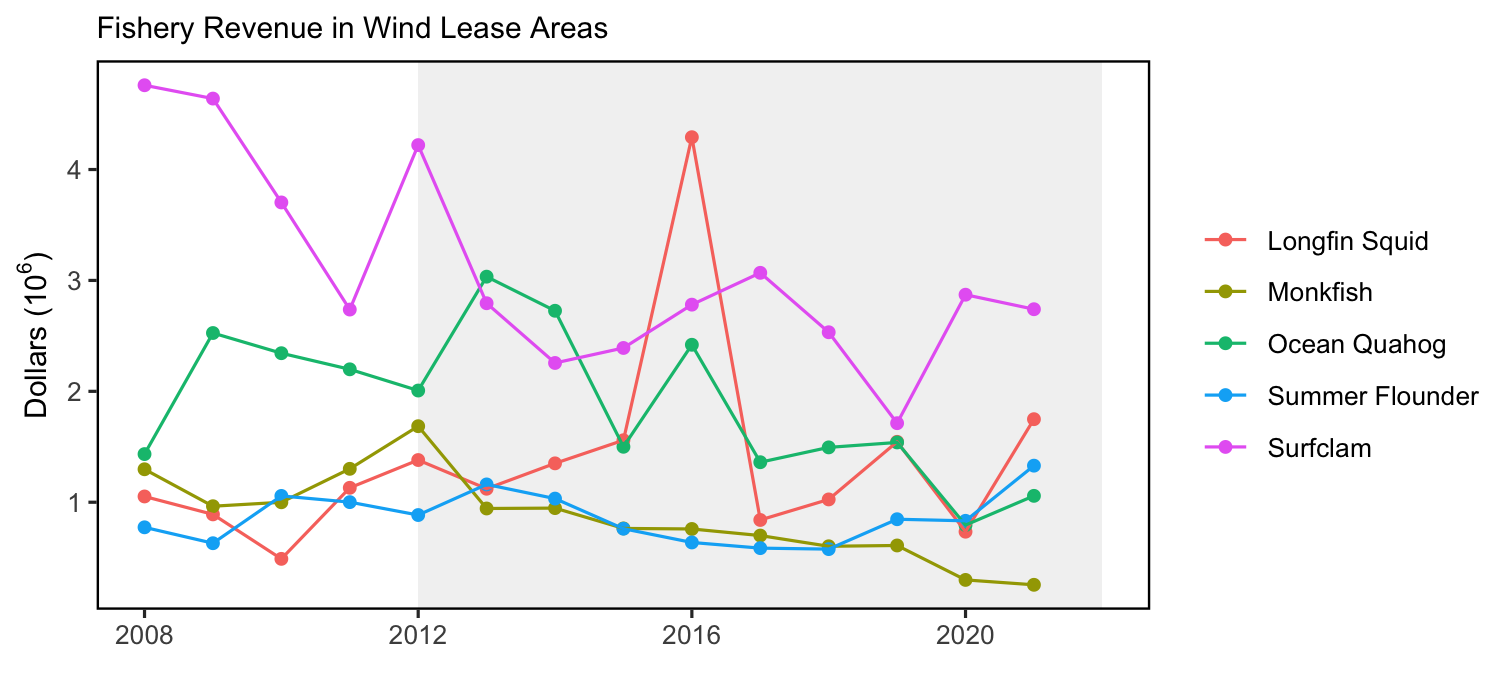 Fishery Revenue in Wind Lease Areas
Dollars (10⁶)
4
3
2
1
2008 2012 2016 2020
Longfin Squid
Monkfish
Ocean Quahog
Summer Flounder
Surfclam